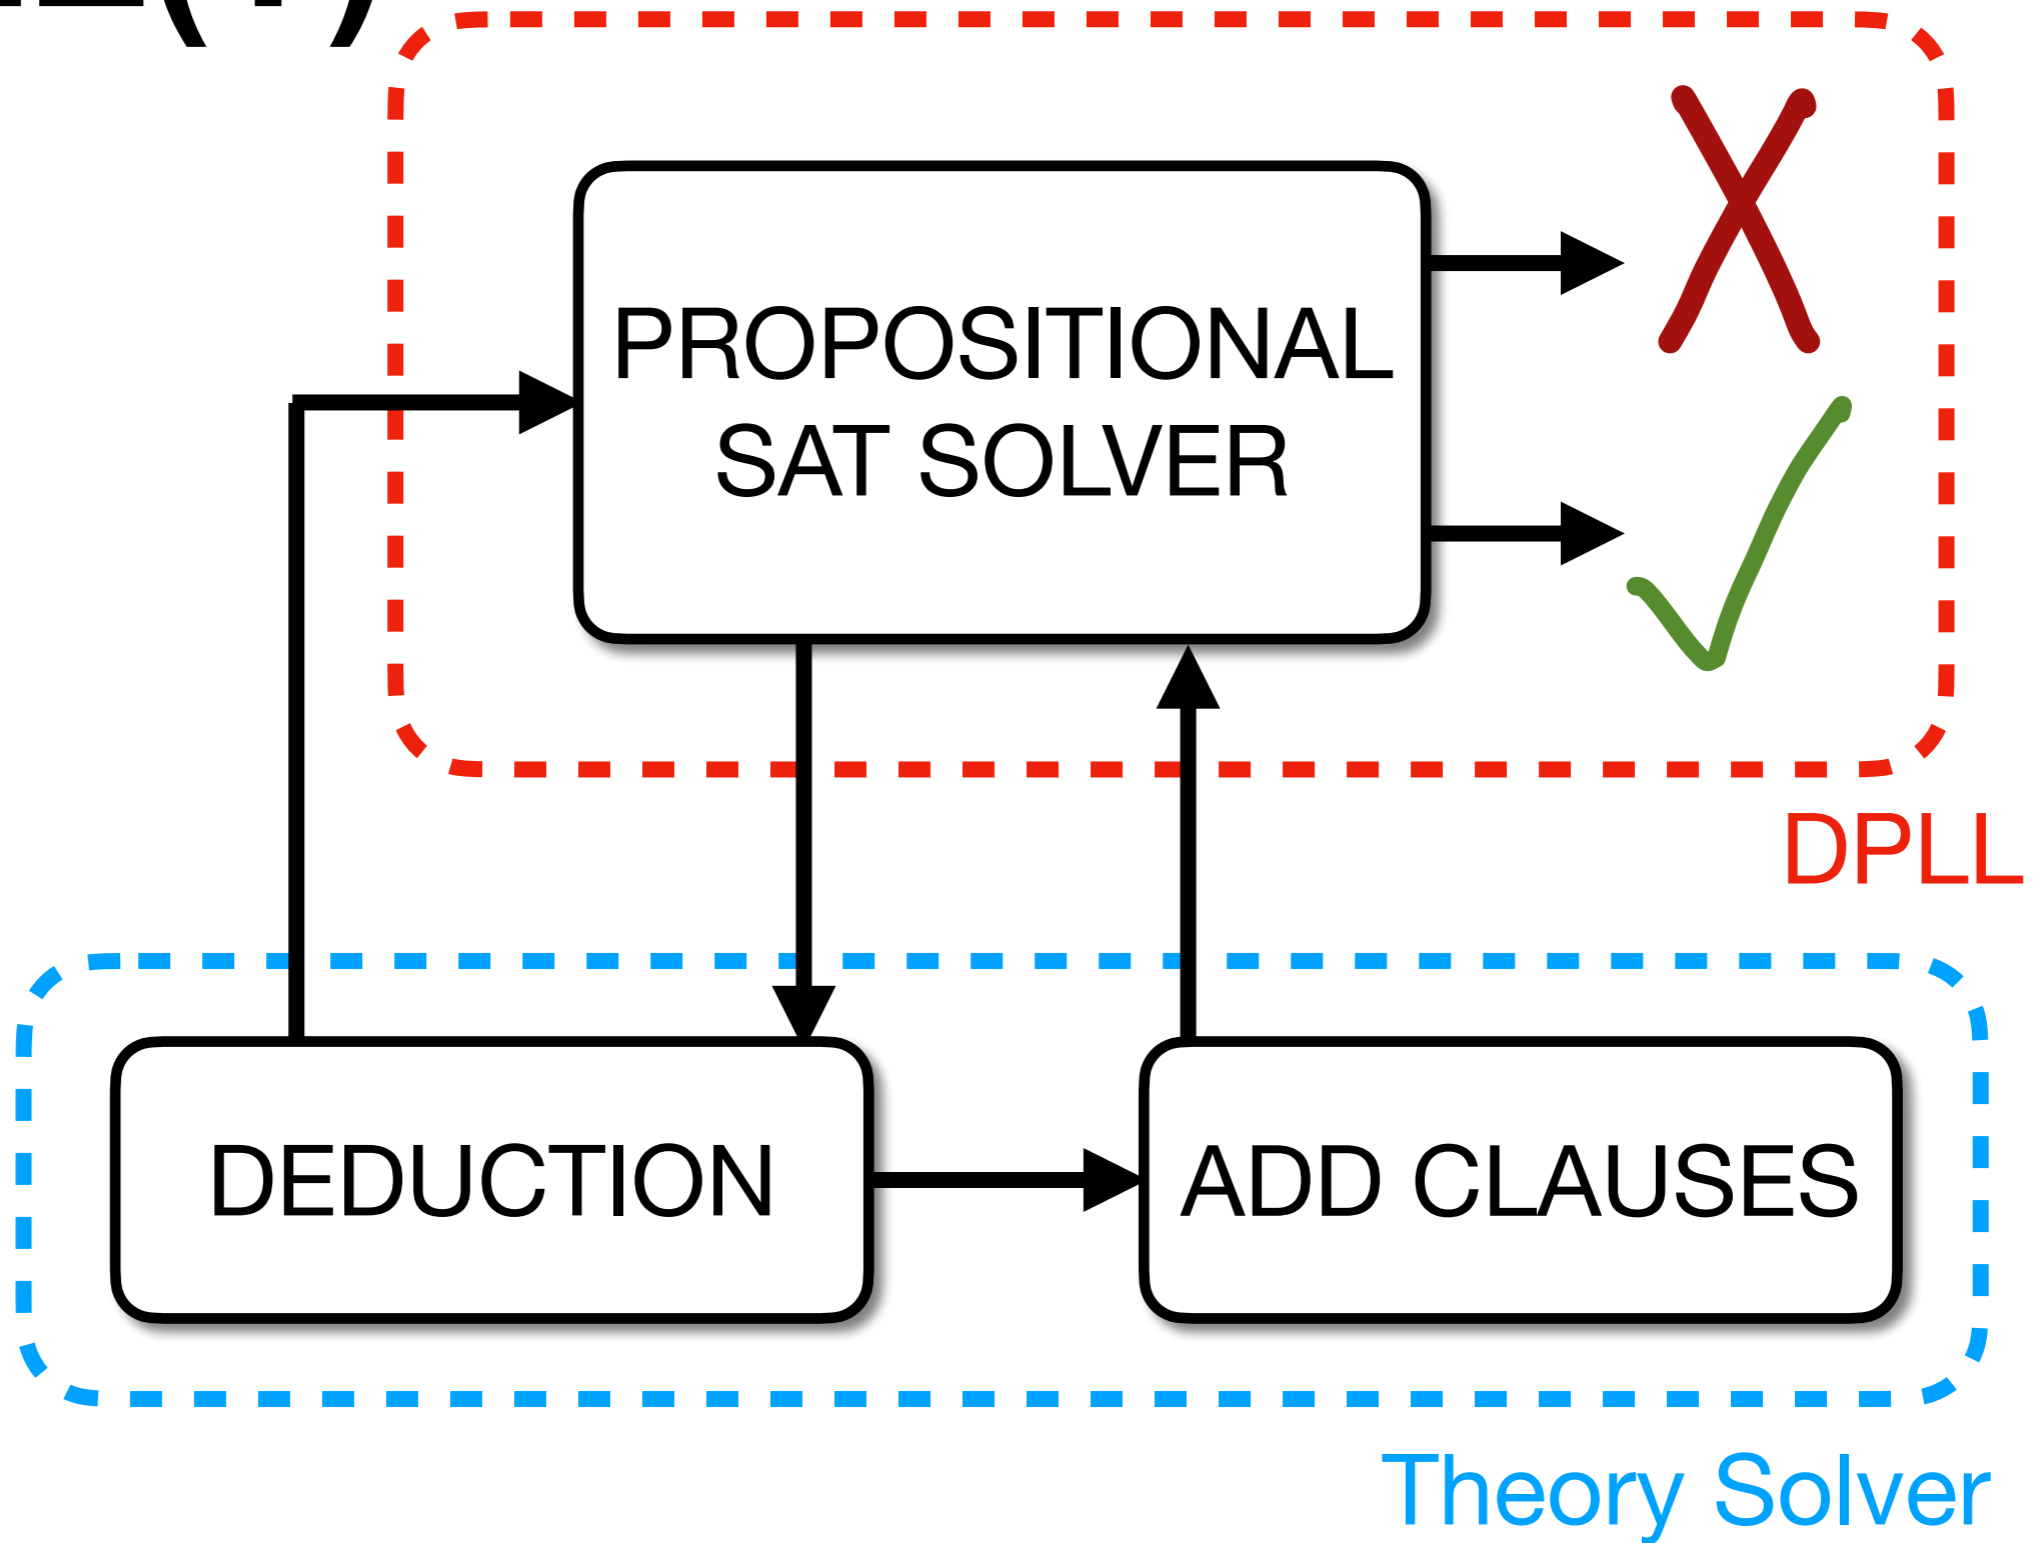 PROPOSITIONAL
SAT SOLVER
DPLL
DEDUCTION
ADD CLAUSES
Theory Solver